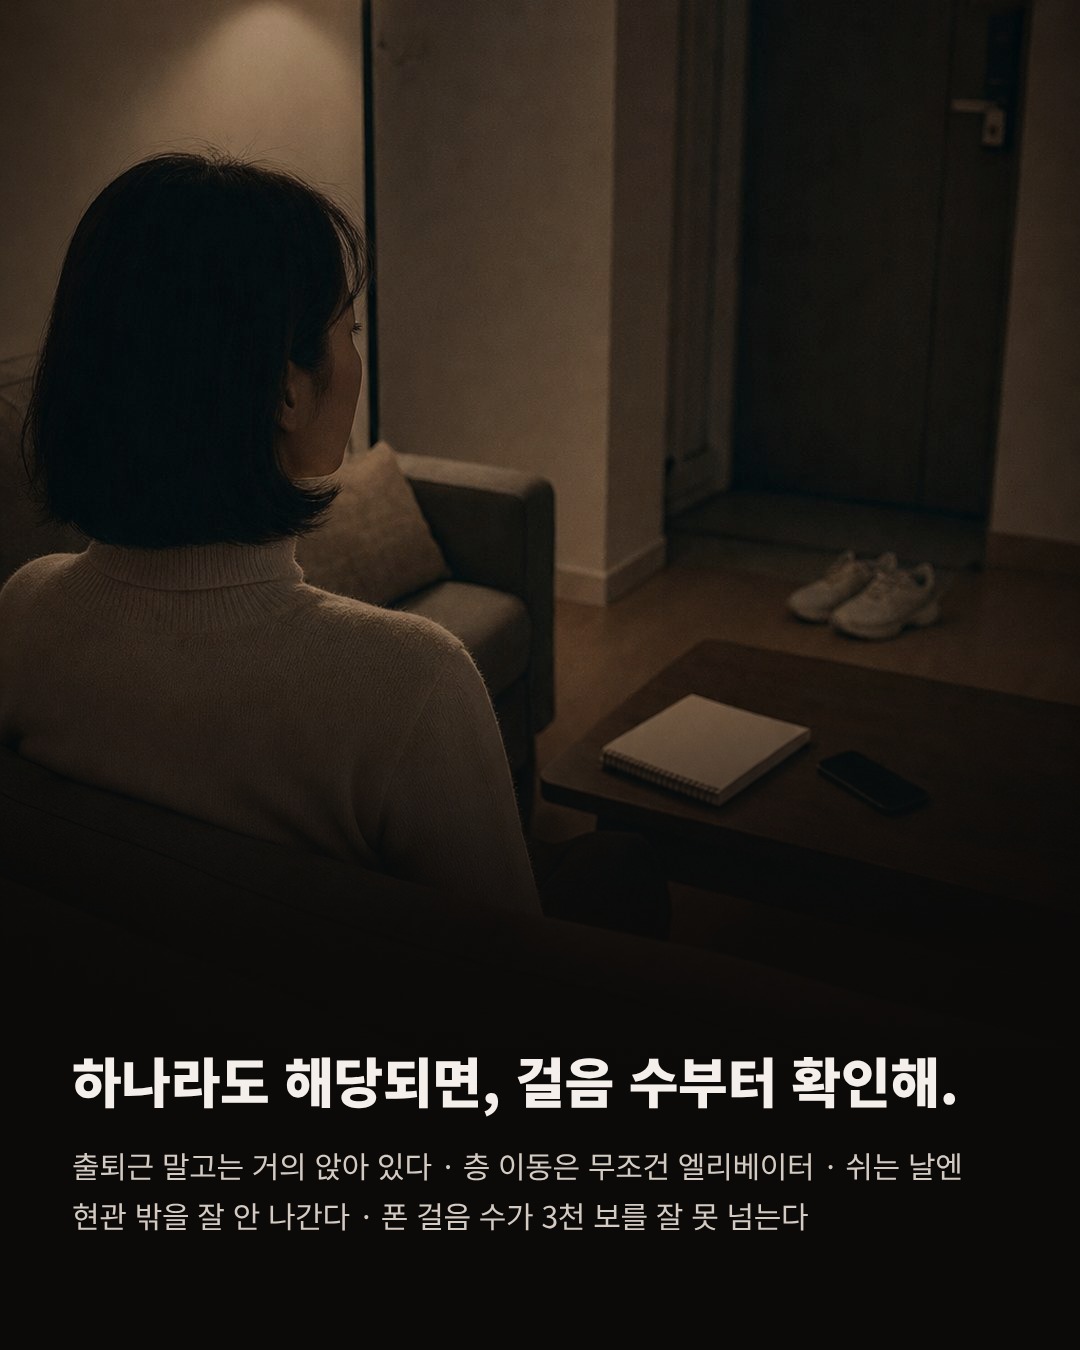 하나라도 해당되면, 걸음 수부터 확인해.
출퇴근 말고는 거의 앉아 있다 · 층 이동은 무조건 엘리베이터 · 쉬는 날엔
현관 밖을 잘 안 나간다 · 폰 걸음 수가 3천 보를 잘 못 넘는다